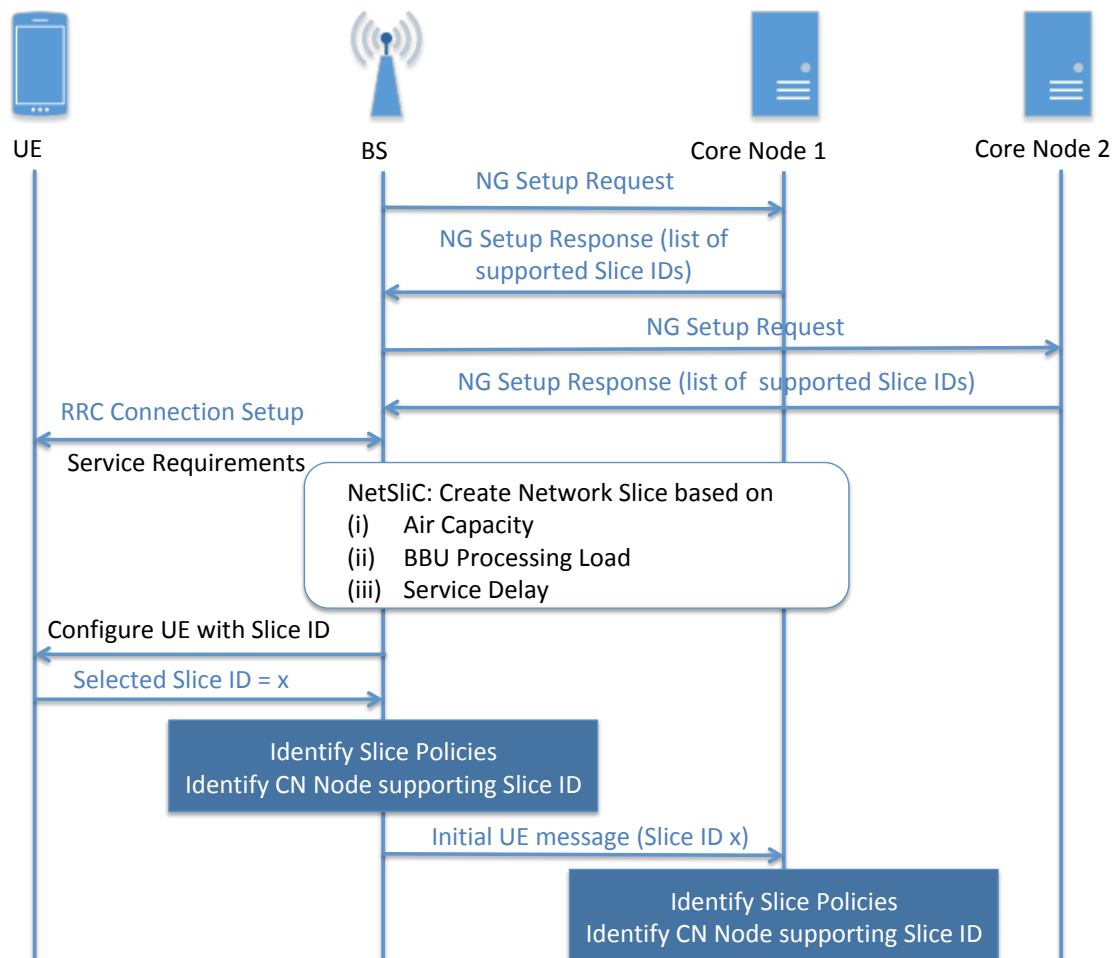 UE
BS
Core Node 1
Core Node 2
NG Setup Request
NG Setup Response (list of
supported Slice IDs)
NG Setup Request
NG Setup Response (list of supported Slice IDs)
RRC Connection Setup
Service Requirements
NetSliC: Create Network Slice based on
(i) Air Capacity
(ii) BBU Processing Load
(iii) Service Delay
Configure UE with Slice ID
Selected Slice ID = x
Identify Slice Policies
Identify CN Node supporting Slice ID
Initial UE message (Slice ID x)
Identify Slice Policies
Identify CN Node supporting Slice ID